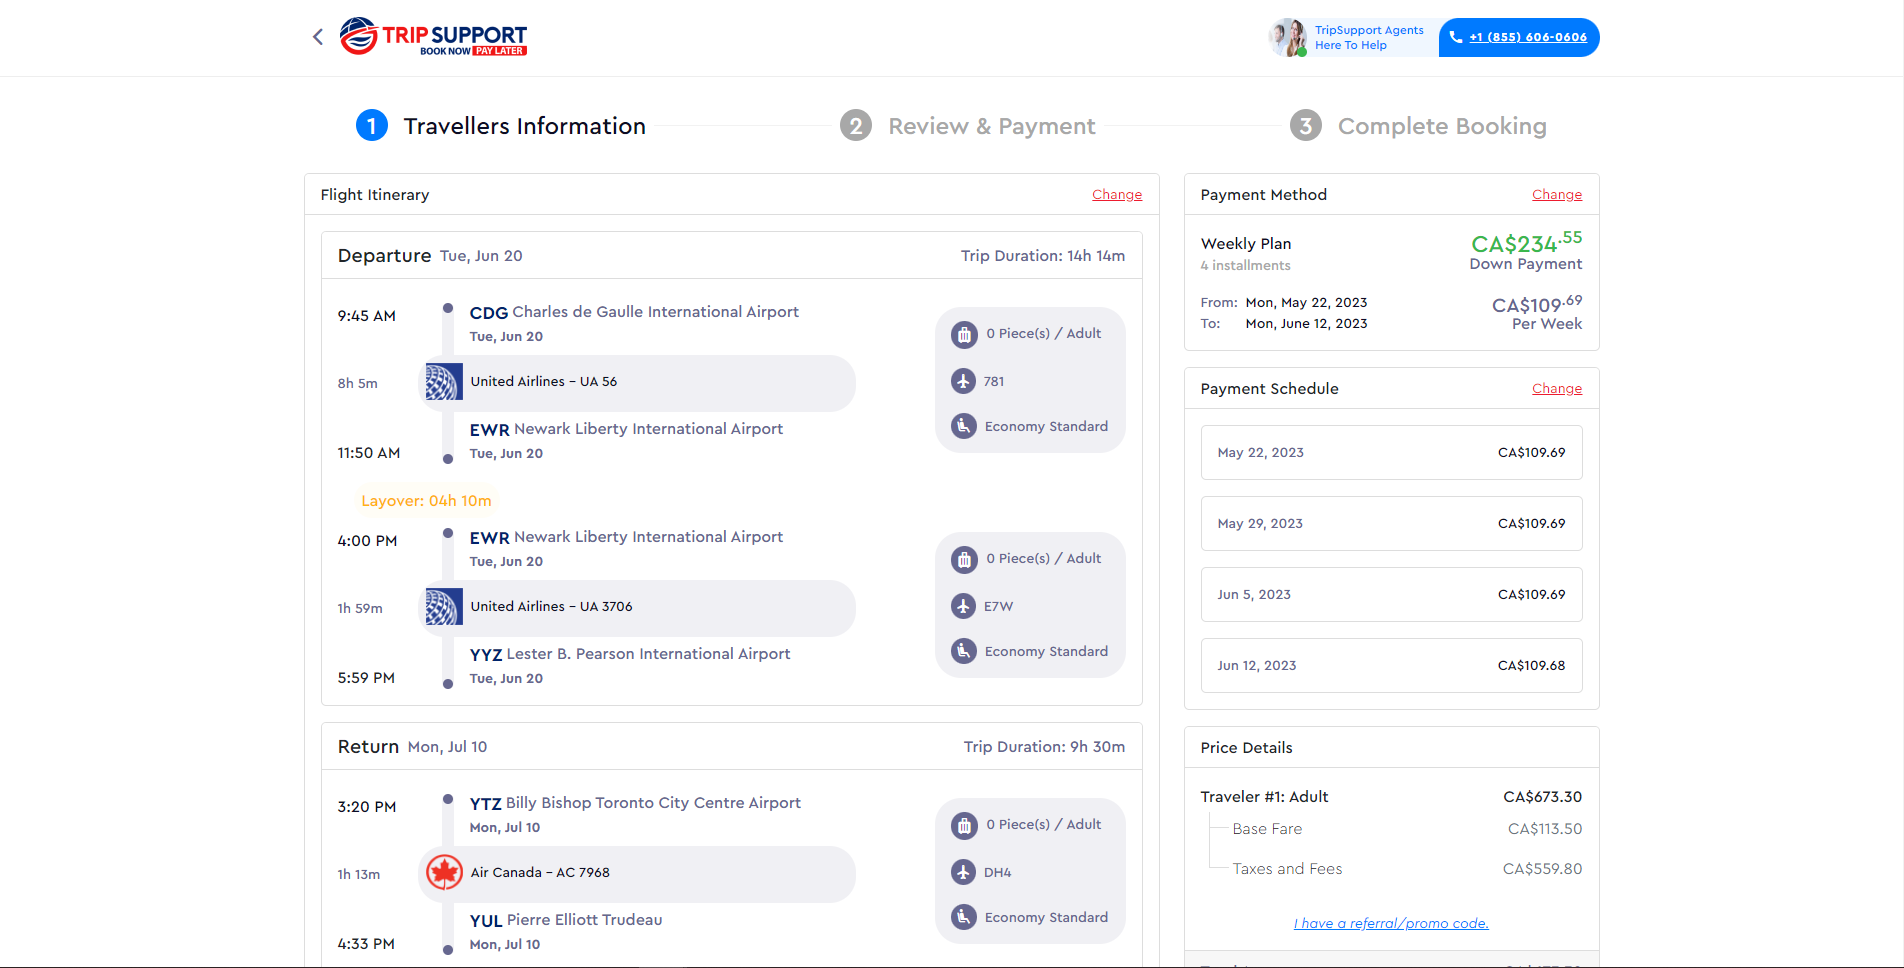 TRIP SUPPORT
BOOK NOW PAY LATER
TripSupport Agents
Here To Help
+1 (855) 606-0606
1 Travellers Information
2 Review & Payment
3 Complete Booking
Flight Itinerary
Change
Departure Tue, Jun 20
Trip Duration: 14h 14m
9:45 AM
CDG Charles de Gaulle International Airport
Tue, Jun 20
8h 5m
United Airlines - UA 56
11:50 AM
EWR Newark Liberty International Airport
Tue, Jun 20
0 Piece(s) / Adult
781
Economy Standard
Layover: 04h 10m
4:00 PM
EWR Newark Liberty International Airport
Tue, Jun 20
1h 59m
United Airlines - UA 3706
5:59 PM
YYZ Lester B. Pearson International Airport
Tue, Jun 20
0 Piece(s) / Adult
E7W
Economy Standard
Return Mon, Jul 10
Trip Duration: 9h 30m
3:20 PM
YTZ Billy Bishop Toronto City Centre Airport
Mon, Jul 10
1h 13m
Air Canada - AC 7968
4:33 PM
YUL Pierre Elliott Trudeau
Mon, Jul 10
0 Piece(s) / Adult
DH4
Economy Standard
Payment Method
Change
Weekly Plan
4 installments
CA$234.55
Down Payment
From: Mon, May 22, 2023
To: Mon, June 12, 2023
CA$109.69
Per Week
Payment Schedule
Change
May 22, 2023 CA$109.69
May 29, 2023 CA$109.69
Jun 5, 2023 CA$109.69
Jun 12, 2023 CA$109.68
Price Details
Traveler #1: Adult CA$673.30
Base Fare CA$113.50
Taxes and Fees CA$559.80
I have a referral/promo code.